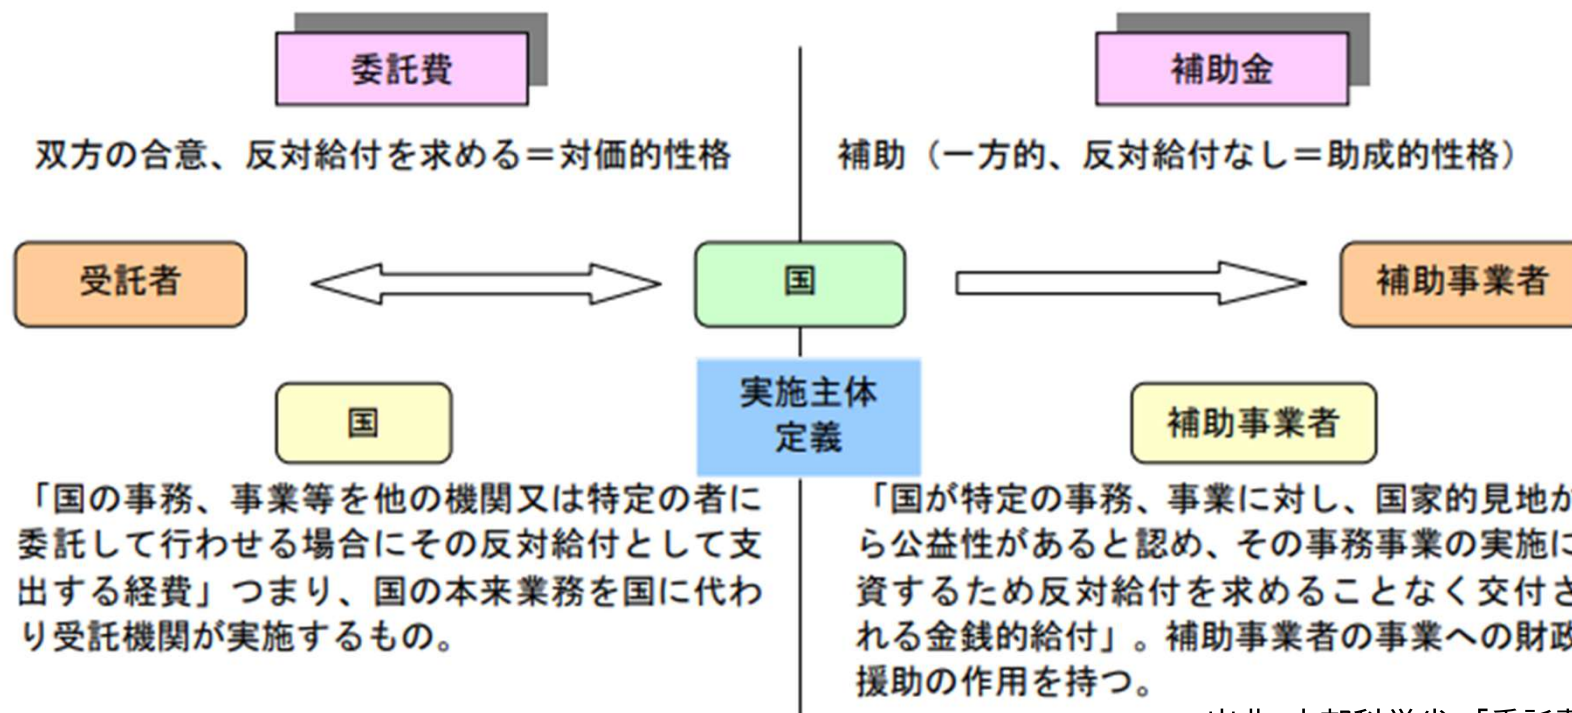 委託費
双方の合意、反対給付を求める＝対価的性格
補助金
補助（一方的、反対給付なし＝助成的性格）
受託者
国
補助事業者
国
実施主体
定義
補助事業者
「国の事務、事業等を他の機関又は特定の者に
委託して行わせる場合にその反対給付として支
出する経費」つまり、国の本来業務を国に代わ
り受託機関が実施するもの。
「国が特定の事務、事業に対し、国家的見地か
ら公益性があると認め、その事務事業の実施に
資するため反対給付を求めることなく交付さ
れる金銭的給付」。補助事業者の事業への財政
援助の作用を持つ。